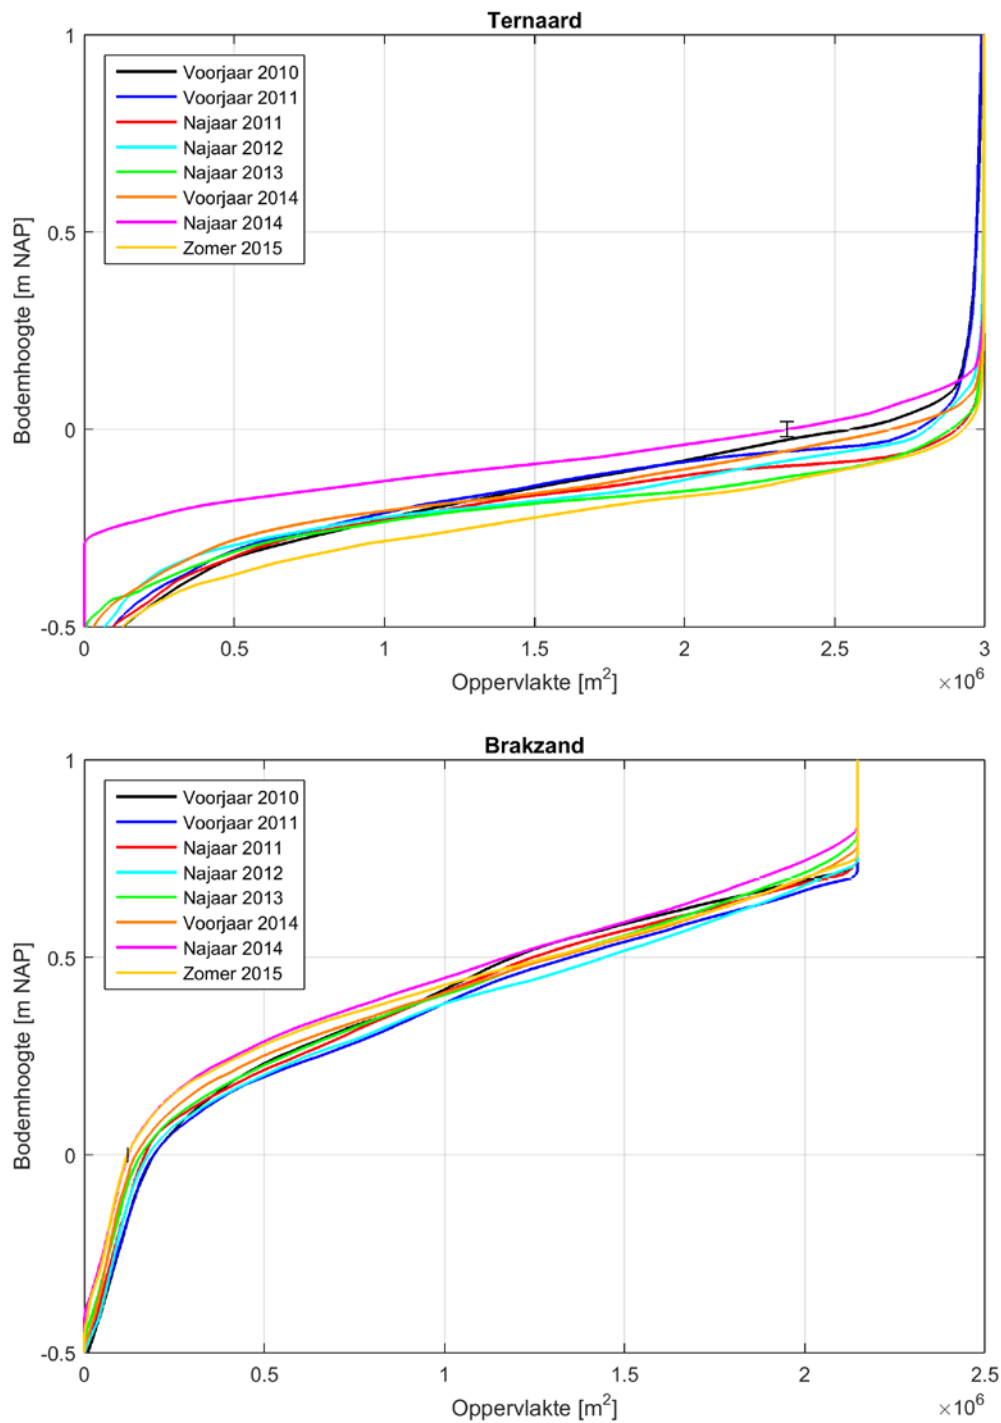 Ternaard
1
0.5
0
-0.5
Bodemhoogte [m NAP]
Voorjaar 2010
Voorjaar 2011
Najaar 2011
Najaar 2012
Najaar 2013
Voorjaar 2014
Najaar 2014
Zomer 2015
0 0.5 1 1.5 2 2.5 3
Oppervlakte [m²]
×10⁶
Brakzand
1
0.5
0
-0.5
Bodemhoogte [m NAP]
Voorjaar 2010
Voorjaar 2011
Najaar 2011
Najaar 2012
Najaar 2013
Voorjaar 2014
Najaar 2014
Zomer 2015
0 0.5 1 1.5 2 2.5
Oppervlakte [m²]
×10⁶